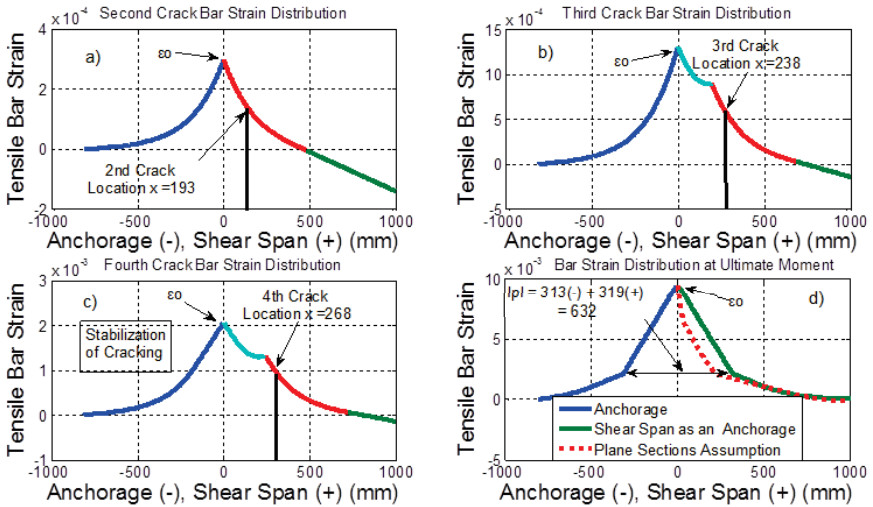 Second Crack Bar Strain Distribution
x 10⁻⁴
4
2
0
-2
-1000 -500 0 500 1000
Tensile Bar Strain
a)
εo
2nd Crack
Location x =193
Anchorage (-), Shear Span (+) (mm)
Third Crack Bar Strain Distribution
x 10⁻⁴
15
10
5
0
-5
-1000 -500 0 500 1000
Tensile Bar Strain
b)
εo
3rd Crack
Location x =238
Anchorage (-), Shear Span (+) (mm)
Fourth Crack Bar Strain Distribution
x 10⁻³
3
2
1
0
-1
-1000 -500 0 500 1000
Tensile Bar Strain
c)
εo
4th Crack
Location x =268
Stabilization
of Cracking
Anchorage (-), Shear Span (+) (mm)
Bar Strain Distribution at Ultimate Moment
x 10⁻³
10
5
0
-5
-1000 -500 0 500 1000
Tensile Bar Strain
lpl = 313(-) + 319(+)
= 632
d)
εo
Anchorage
Shear Span as an Anchorage
Plane Sections Assumption
Anchorage (-), Shear Span (+) (mm)